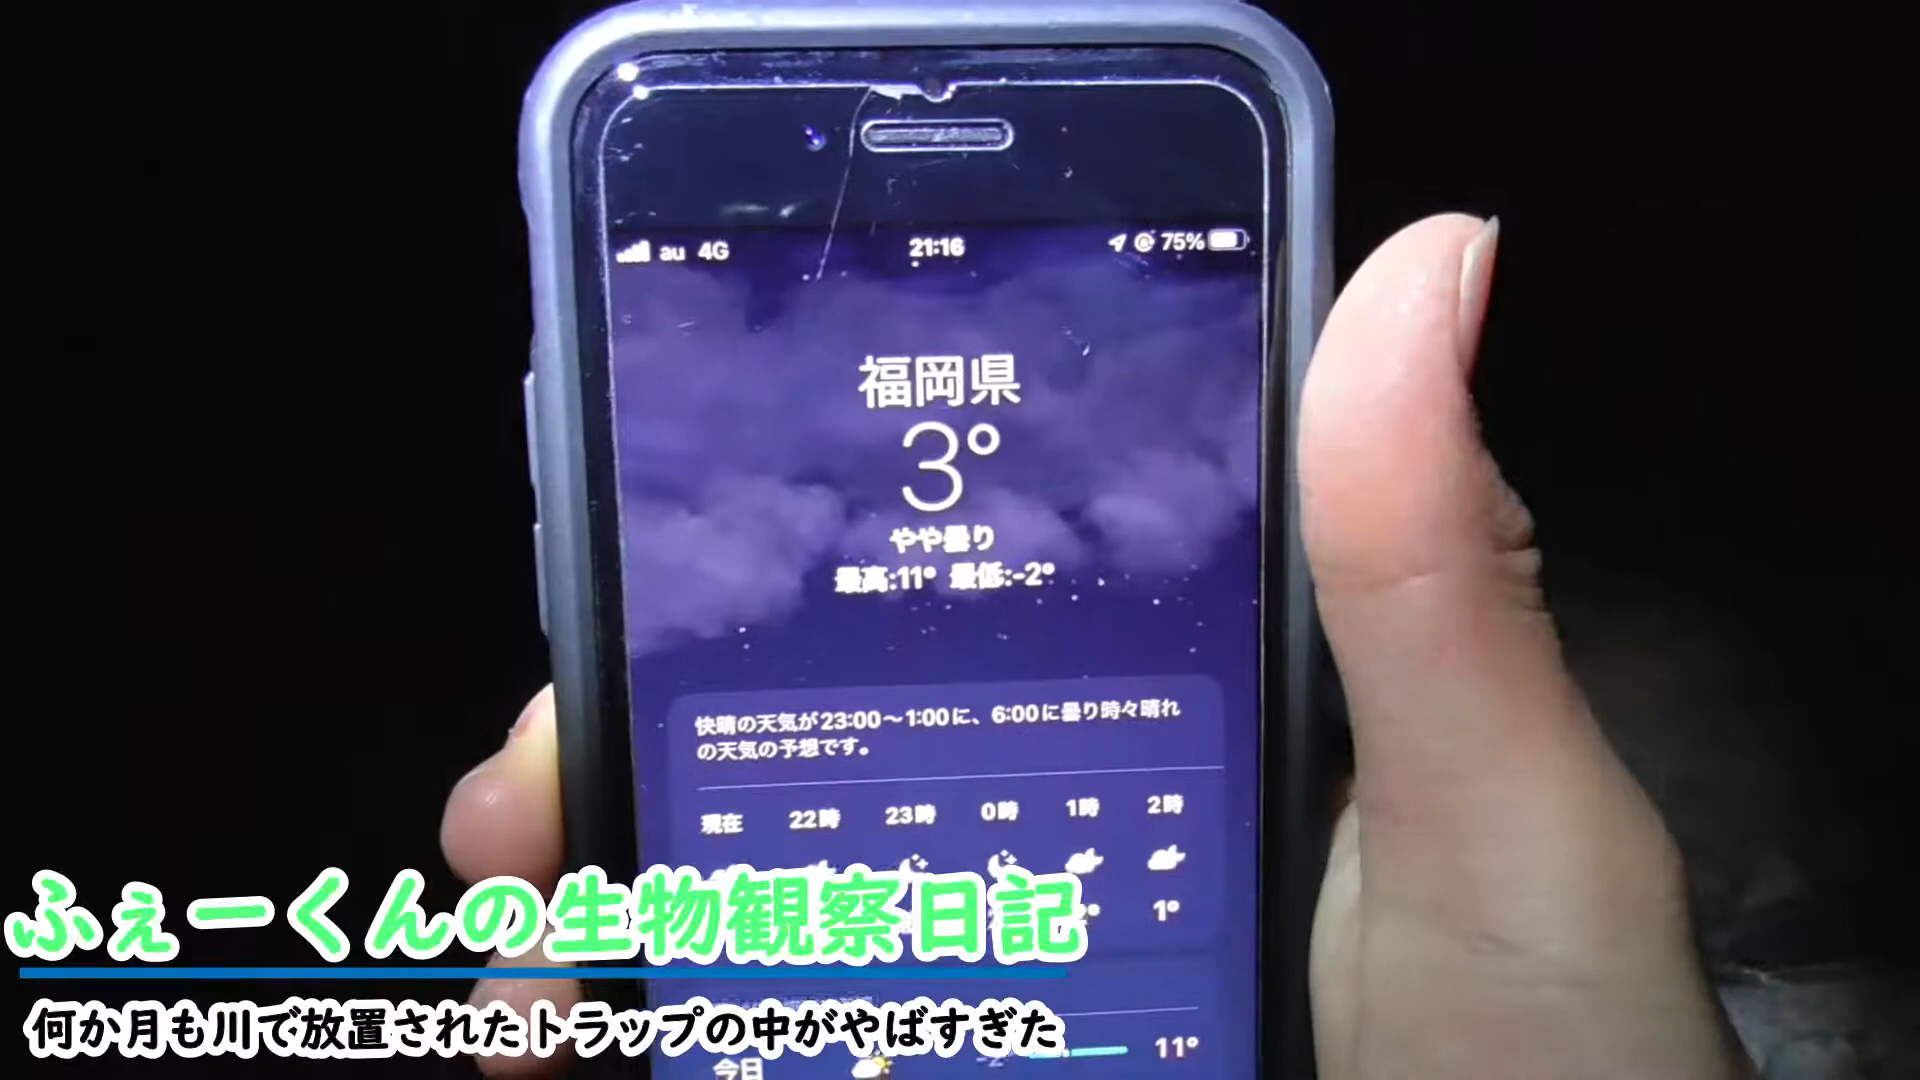 au 4G 21:16 75%
福岡県
3°
やや曇り
最高:11° 最低:-2°
快晴の天気が23:00～1:00に、6:00に曇り時々晴れ
の天気の予想です。
現在 22時 23時 0時 1時 2時
1°
ふぇーくんの生物観察日記
何か月も川で放置されたトラップの中がやばすぎた
今日 -2° 11°